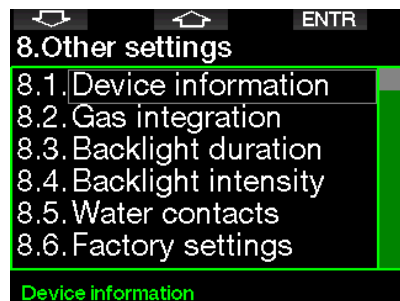 ENTR
8.Other settings
8.1.Device information
8.2.Gas integration
8.3.Backlight duration
8.4.Backlight intensity
8.5.Water contacts
8.6.Factory settings
Device information